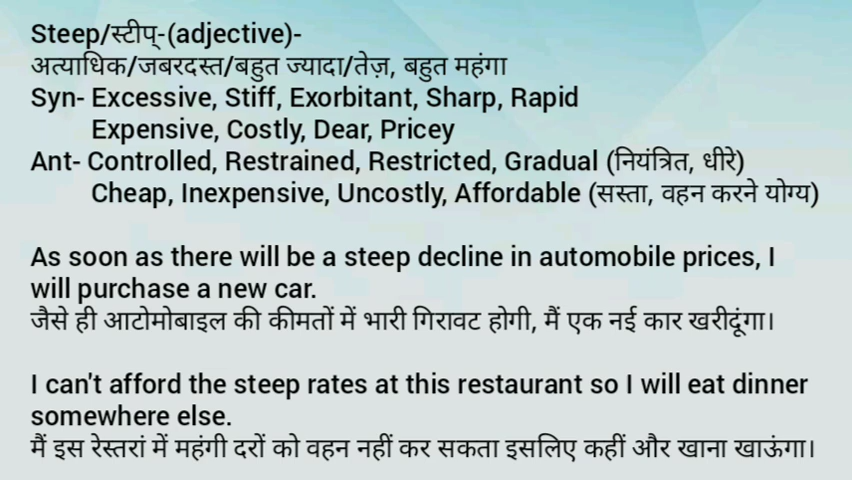 Steep/स्टीप्-(adjective)-
अत्याधिक/जबरदस्त/बहुत ज्यादा/तेज़, बहुत महंगा
Syn- Excessive, Stiff, Exorbitant, Sharp, Rapid
Expensive, Costly, Dear, Pricey
Ant- Controlled, Restrained, Restricted, Gradual (नियंत्रित, धीरे)
Cheap, Inexpensive, Uncostly, Affordable (सस्ता, वहन करने योग्य)
As soon as there will be a steep decline in automobile prices, I
will purchase a new car.
जैसे ही आटोमोबाइल की कीमतों में भारी गिरावट होगी, मैं एक नई कार खरीदूंगा।
I can't afford the steep rates at this restaurant so I will eat dinner
somewhere else.
मैं इस रेस्तरां में महंगी दरों को वहन नहीं कर सकता इसलिए कहीं और खाना खाऊंगा।